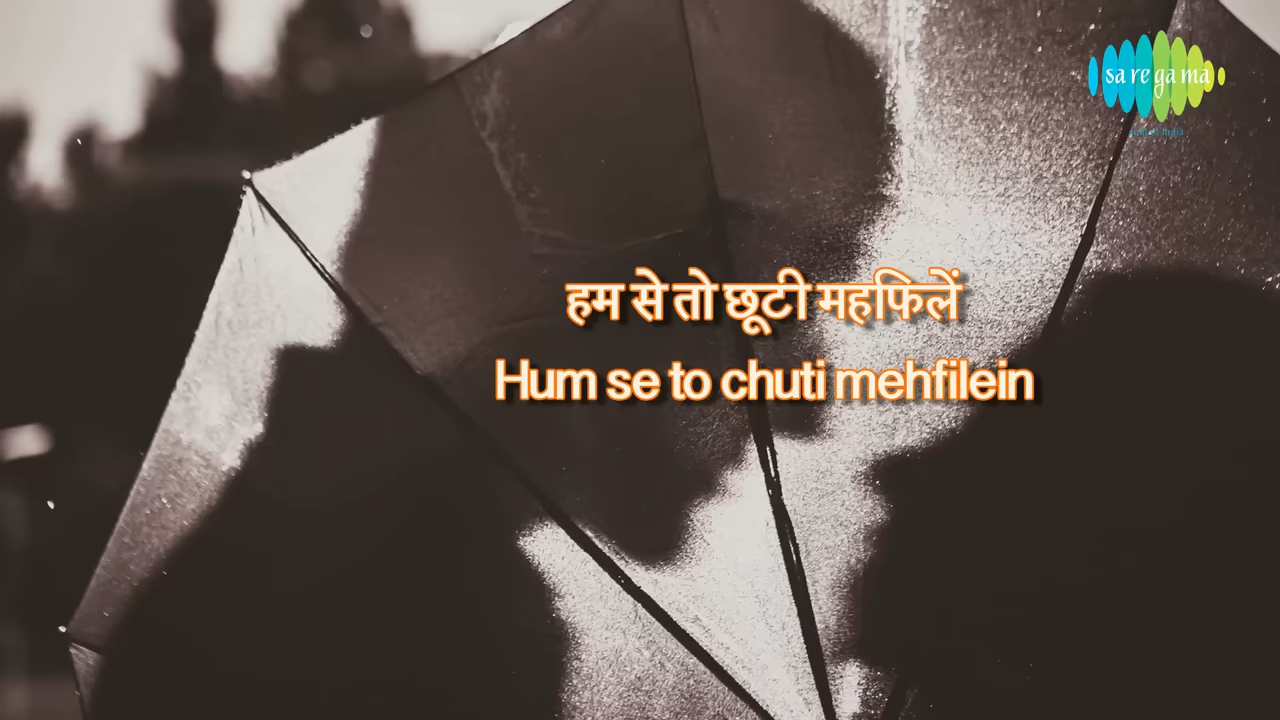 sa re ga ma
हम से तो छूटी महफिलें
Hum se to chuti mehfilein